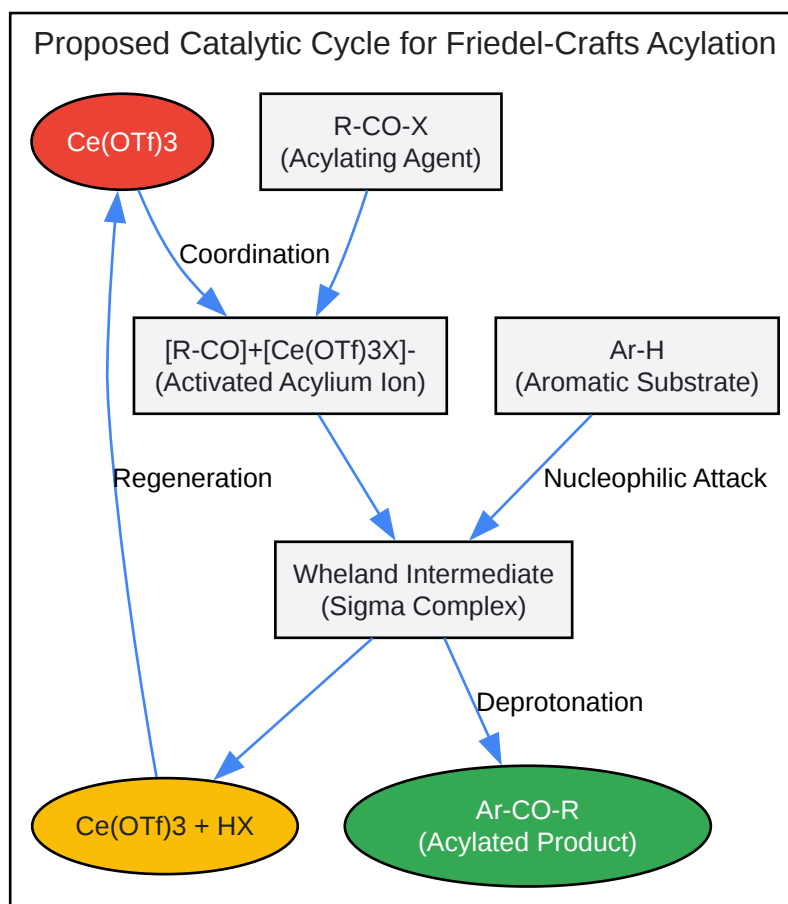 Proposed Catalytic Cycle for Friedel-Crafts Acylation
Ce(OTf)3
R-CO-X
(Acylating Agent)
Coordination
[R-CO]+[Ce(OTf)3X]-
(Activated Acylium Ion)
Ar-H
(Aromatic Substrate)
Regeneration
Nucleophilic Attack
Wheland Intermediate
(Sigma Complex)
Deprotonation
Ce(OTf)3 + HX
Ar-CO-R
(Acylated Product)